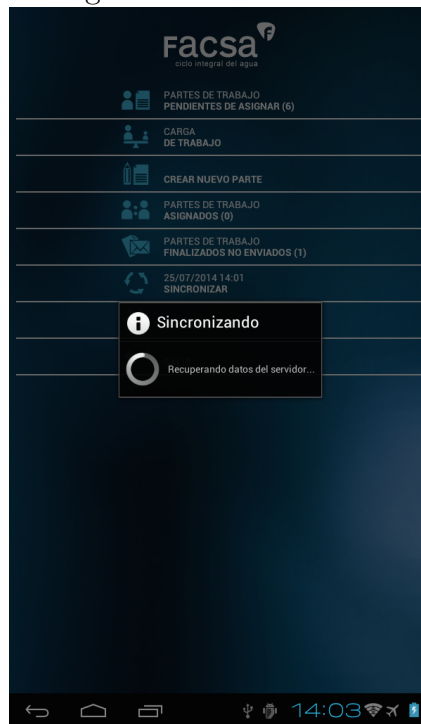 Facsa
ciclo integral del agua
PARTES DE TRABAJO
PENDIENTES DE ASIGNAR (6)
CARGA
DE TRABAJO
CREAR NUEVO PARTE
PARTES DE TRABAJO
ASIGNADOS (0)
PARTES DE TRABAJO
FINALIZADOS NO ENVIADOS (1)
25/07/2014 14:01
SINCRONIZAR
Sincronizando
Recuperando datos del servidor...
14:03